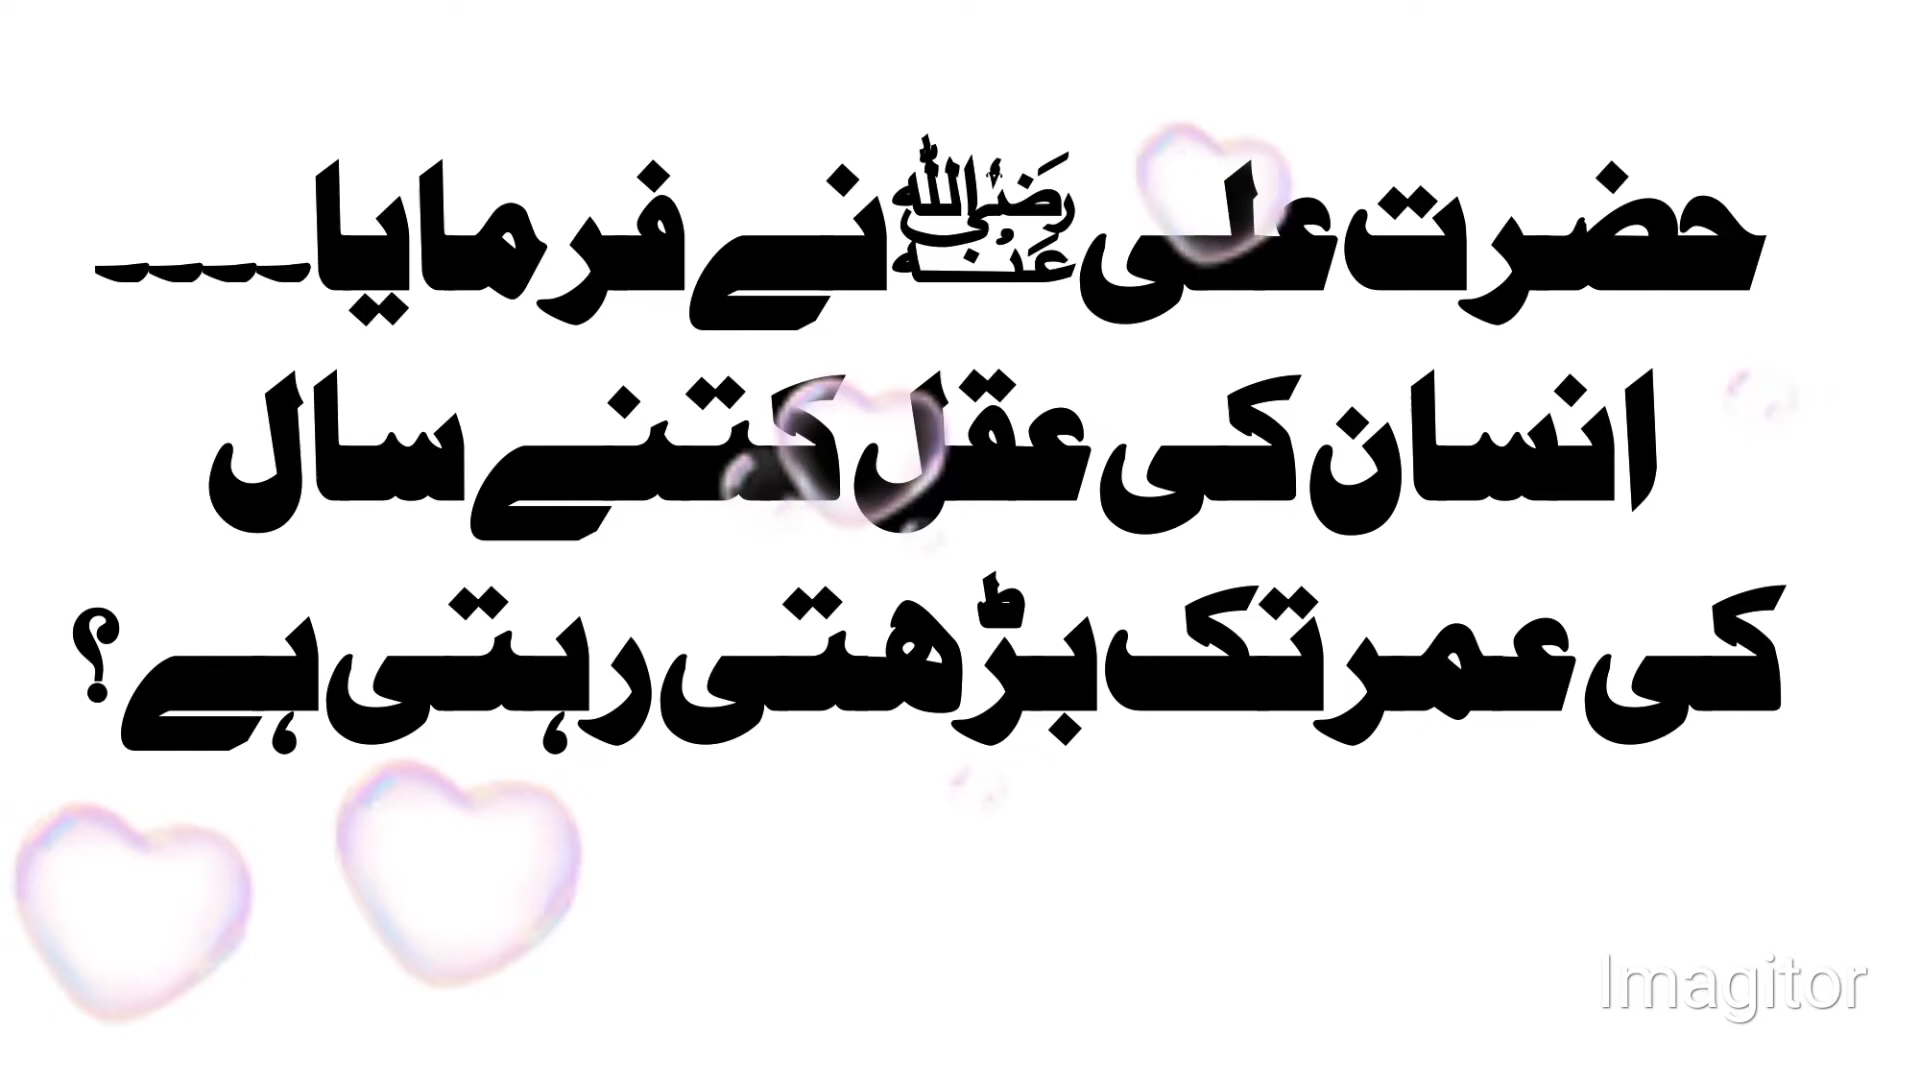 حضرت علی رضی اللہ عنہ نے فرمایا۔۔۔۔
انسان کی عقل کتنے سال
کی عمر تک بڑھتی رہتی ہے؟
Imagitor